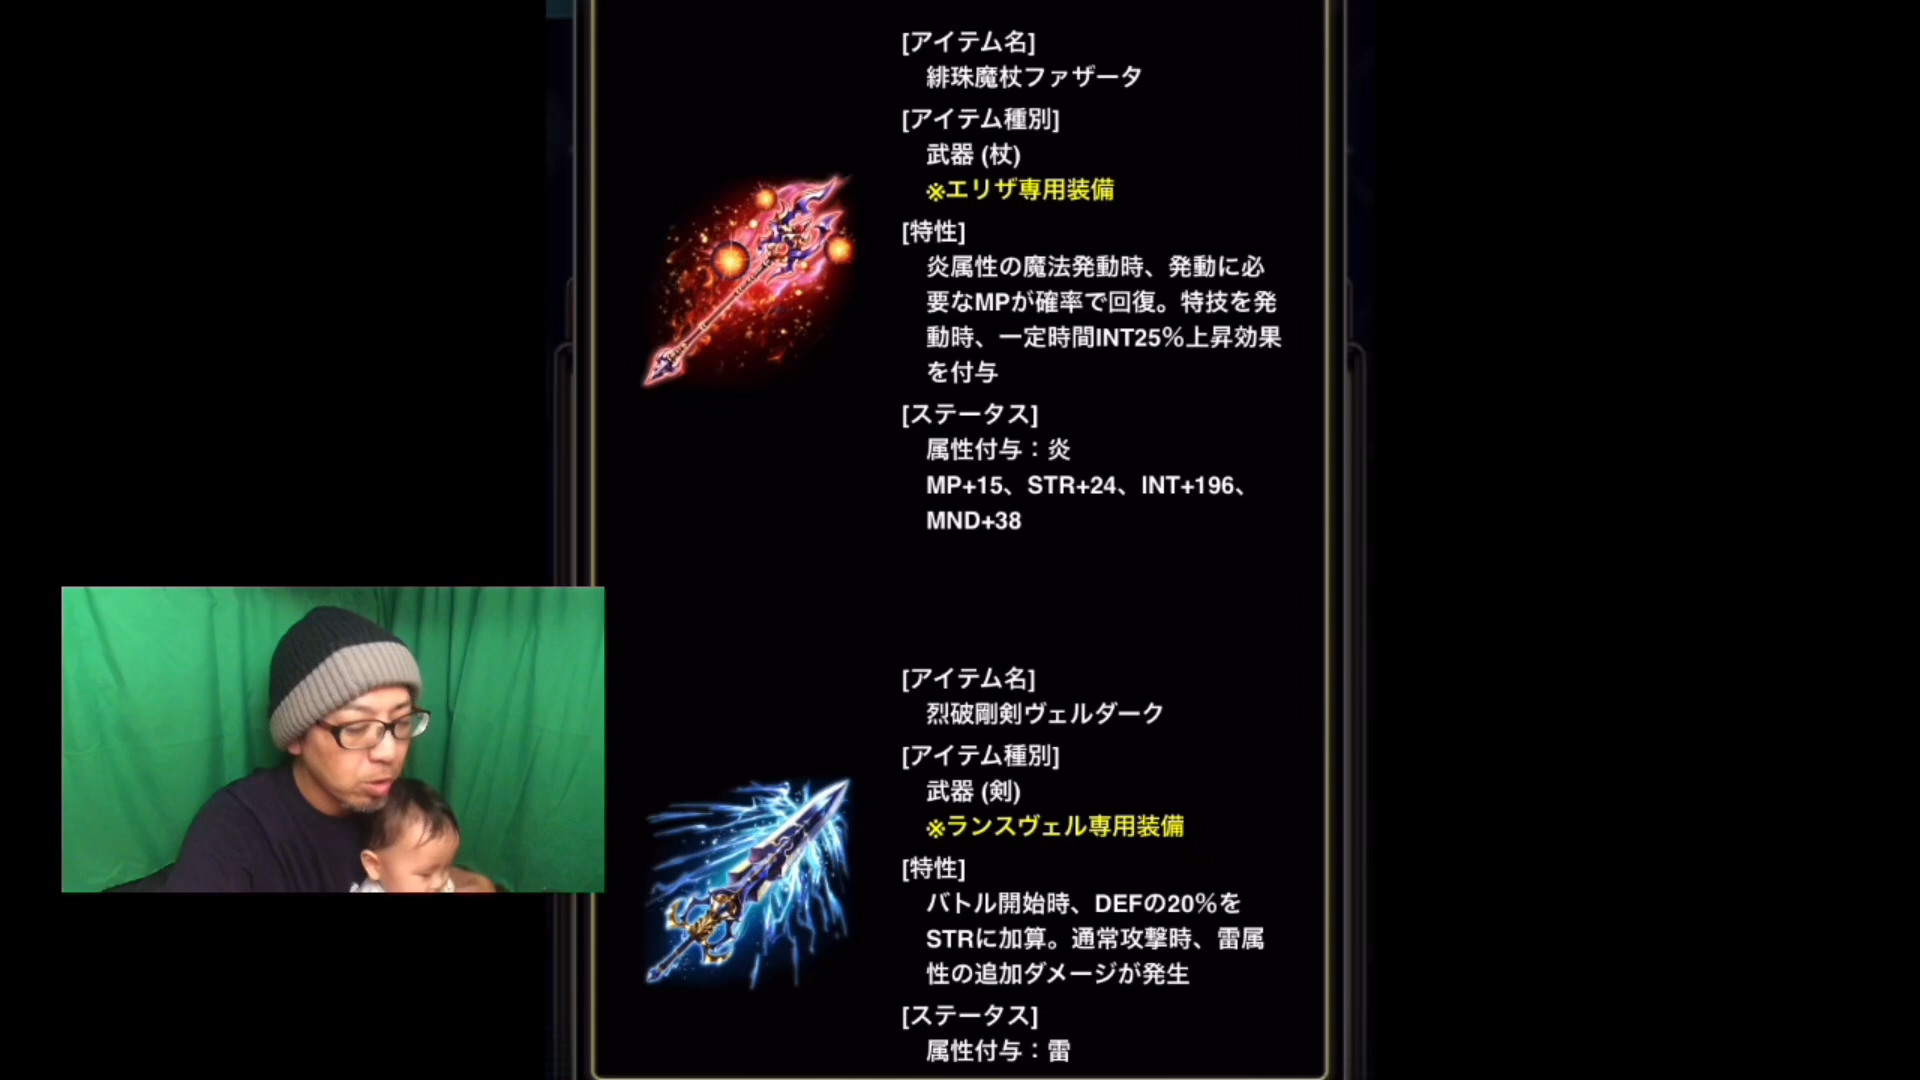 [アイテム名]
緋珠魔杖ファザータ
[アイテム種別]
武器 (杖)
※エリザ専用装備
[特性]
炎属性の魔法発動時、発動に必
要なMPが確率で回復。特技を発
動時、一定時間INT25%上昇効果
を付与
[ステータス]
属性付与：炎
MP+15、STR+24、INT+196、
MND+38
[アイテム名]
烈破剛剣ヴェルダーク
[アイテム種別]
武器 (剣)
※ランスヴェル専用装備
[特性]
バトル開始時、DEFの20%を
STRに加算。通常攻撃時、雷属
性の追加ダメージが発生
[ステータス]
属性付与：雷